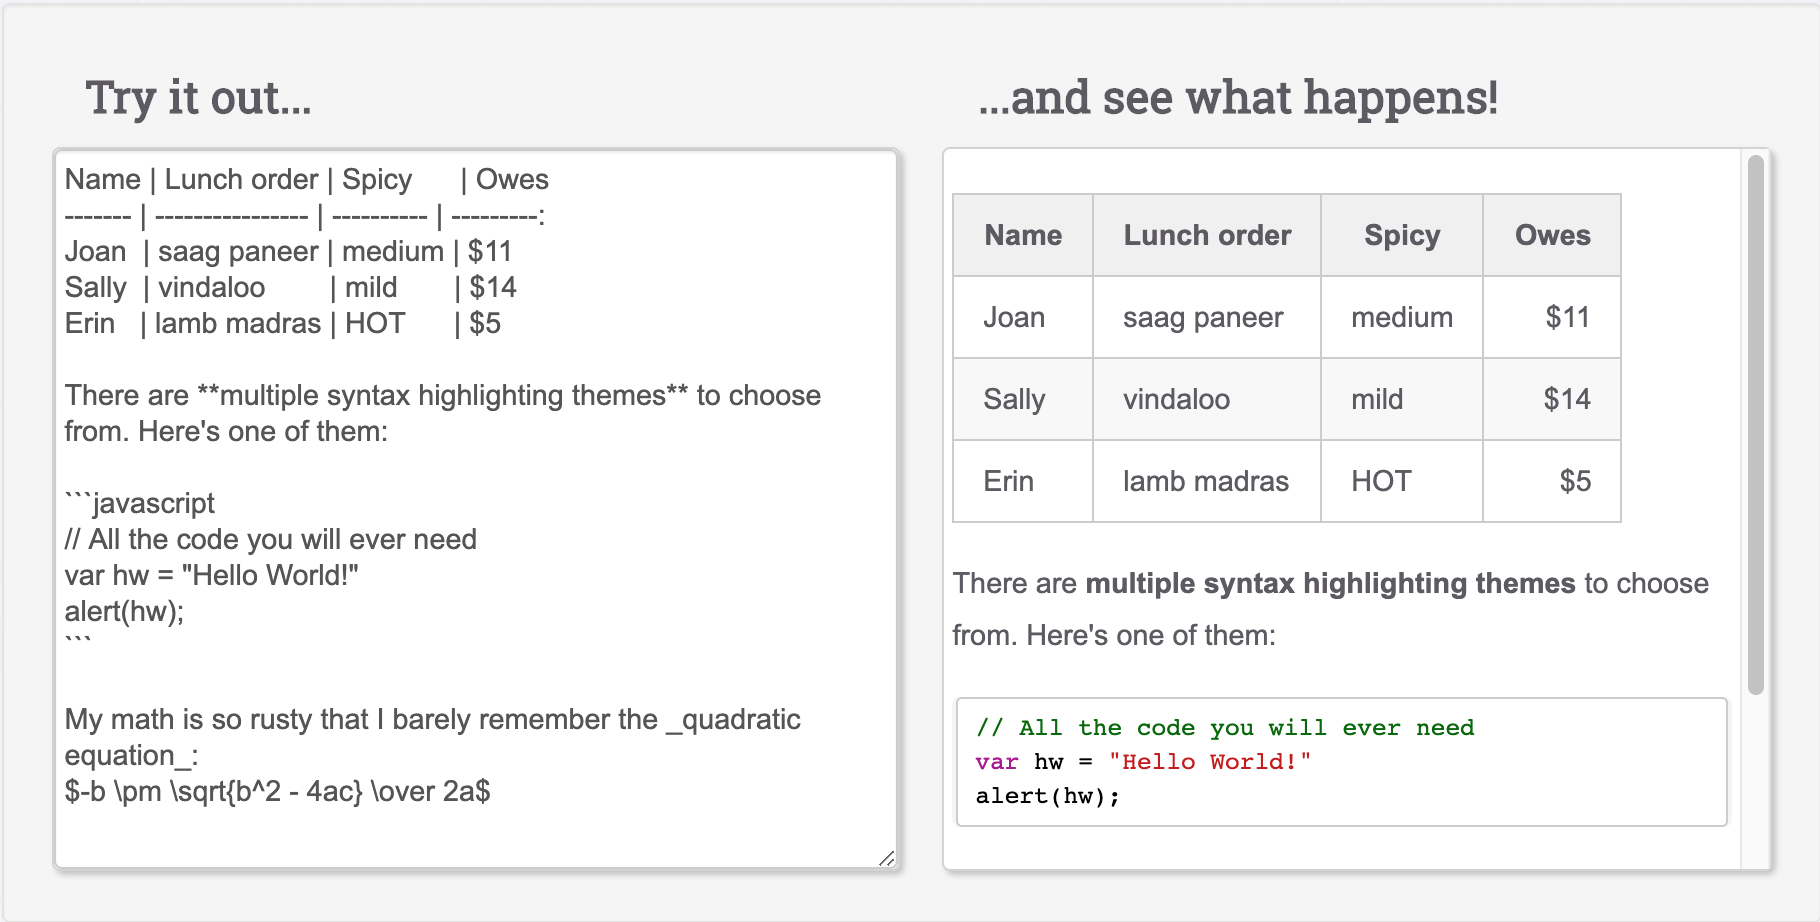 Try it out...
Name | Lunch order | Spicy      | Owes
------- | ---------------- | ---------- | ---------:
Joan  | saag paneer | medium | $11
Sally  | vindaloo        | mild       | $14
Erin   | lamb madras | HOT      | $5
There are **multiple syntax highlighting themes** to choose
from. Here's one of them:
```javascript
// All the code you will ever need
var hw = "Hello World!"
alert(hw);
```
My math is so rusty that I barely remember the _quadratic
equation_:
$-b \pm \sqrt{b^2 - 4ac} \over 2a$
...and see what happens!
Name Lunch order Spicy Owes
Joan saag paneer medium $11
Sally vindaloo mild $14
Erin lamb madras HOT $5
There are multiple syntax highlighting themes to choose
from. Here's one of them:
// All the code you will ever need
var hw = "Hello World!"
alert(hw);